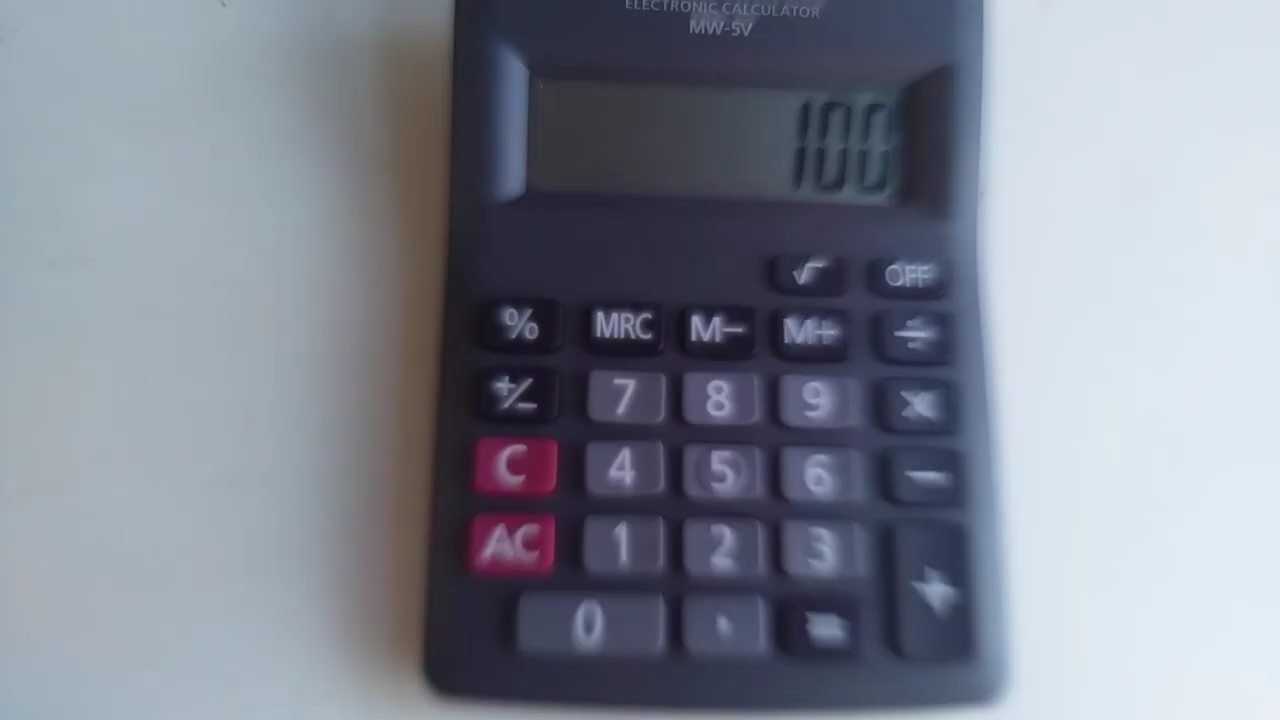 ELECTRONIC CALCULATOR
MW-5V
100
√ OFF
% MRC M− M+ ÷
+/− 7 8 9 ×
C 4 5 6 −
AC 1 2 3 +
0 . =